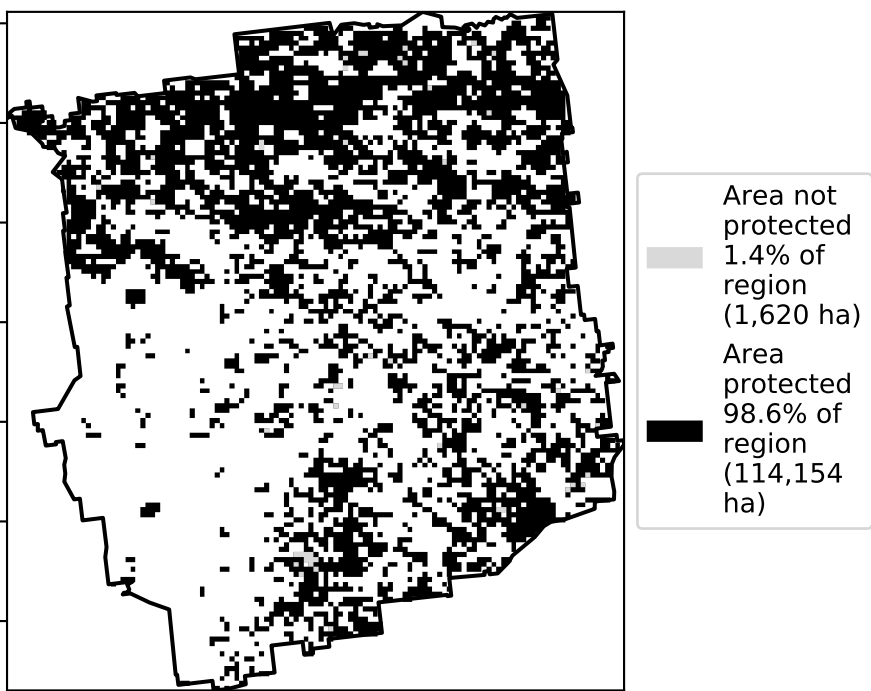 Area not
protected
1.4% of
region
(1,620 ha)
Area
protected
98.6% of
region
(114,154
ha)